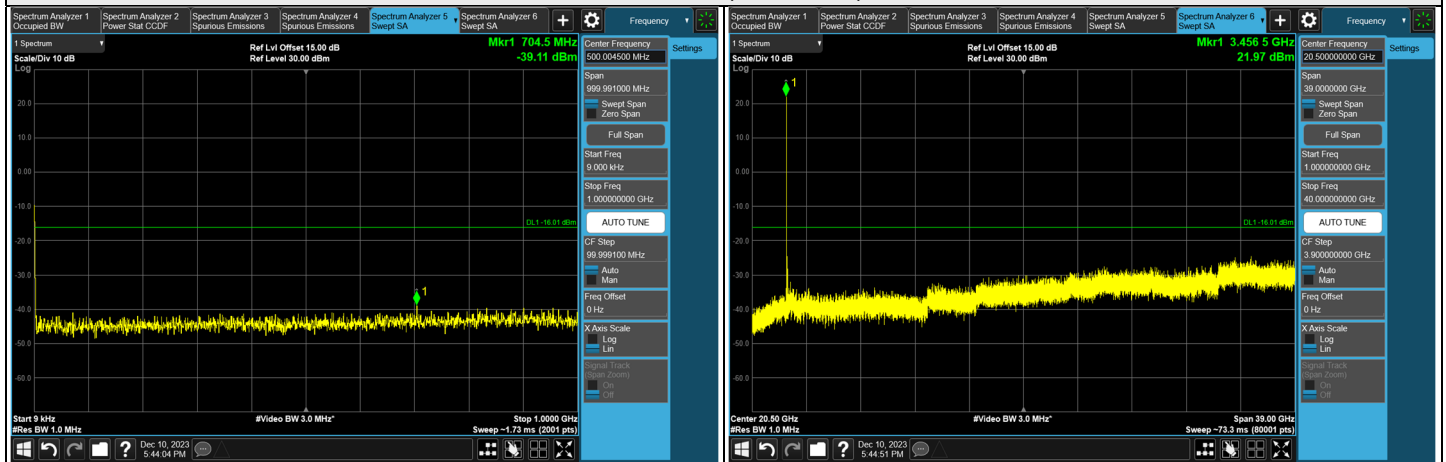 Spectrum Analyzer 1
Occupied BW
Spectrum Analyzer 2
Power Stat CCDF
Spectrum Analyzer 3
Spurious Emissions
Spectrum Analyzer 4
Spurious Emissions
Spectrum Analyzer 5
Swept SA
Spectrum Analyzer 6
Swept SA
Frequency
1 Spectrum
Scale/Div 10 dB
Log
Ref Lvl Offset 15.00 dB
Ref Level 30.00 dBm
Mkr1 704.5 MHz
-39.11 dBm
1
20.0
10.0
0.00
-10.0
-20.0
-30.0
-40.0
-50.0
-60.0
DL1 -16.01 dBm
Start 9 kHz
#Res BW 1.0 MHz
#Video BW 3.0 MHz*
Stop 1.0000 GHz
Sweep ~1.73 ms (2001 pts)
Center Frequency
500.004500 MHz
Settings
Span
999.991000 MHz
Swept Span
Zero Span
Full Span
Start Freq
9.000 kHz
Stop Freq
1.000000000 GHz
AUTO TUNE
CF Step
99.999100 MHz
Auto
Man
Freq Offset
0 Hz
X Axis Scale
Log
Lin
Signal Track
(Span Zoom)
On
Off
Dec 10, 2023
5:44:04 PM
Spectrum Analyzer 1
Occupied BW
Spectrum Analyzer 2
Power Stat CCDF
Spectrum Analyzer 3
Spurious Emissions
Spectrum Analyzer 4
Spurious Emissions
Spectrum Analyzer 5
Swept SA
Spectrum Analyzer 6
Swept SA
Frequency
1 Spectrum
Scale/Div 10 dB
Log
Ref Lvl Offset 15.00 dB
Ref Level 30.00 dBm
Mkr1 3.456 5 GHz
21.97 dBm
1
20.0
10.0
0.00
-10.0
-20.0
-30.0
-40.0
-50.0
-60.0
DL1 -16.01 dBm
Center 20.50 GHz
#Res BW 1.0 MHz
#Video BW 3.0 MHz*
Span 39.00 GHz
Sweep ~73.3 ms (80001 pts)
Center Frequency
20.500000000 GHz
Settings
Span
39.0000000 GHz
Swept Span
Zero Span
Full Span
Start Freq
1.000000000 GHz
Stop Freq
40.000000000 GHz
AUTO TUNE
CF Step
3.900000000 GHz
Auto
Man
Freq Offset
0 Hz
X Axis Scale
Log
Lin
Signal Track
(Span Zoom)
On
Off
Dec 10, 2023
5:44:51 PM